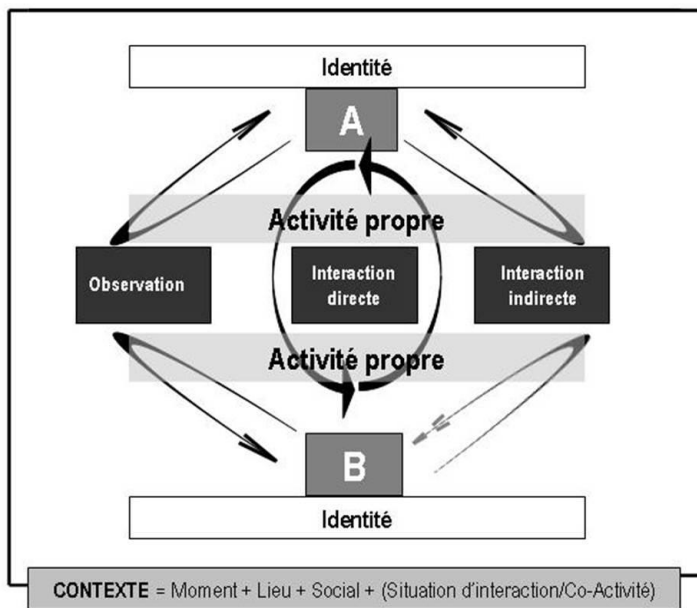 Identité
A
Activité propre
Observation
Interaction
directe
Interaction
indirecte
Activité propre
B
Identité
CONTEXTE = Moment + Lieu + Social + (Situation d'interaction/Co-Activité)